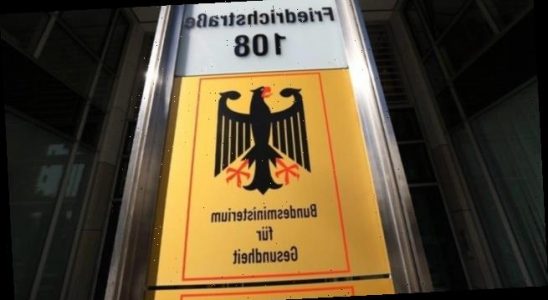 Friedrichstraße
108
Bundesministerium
für
Gesundheit